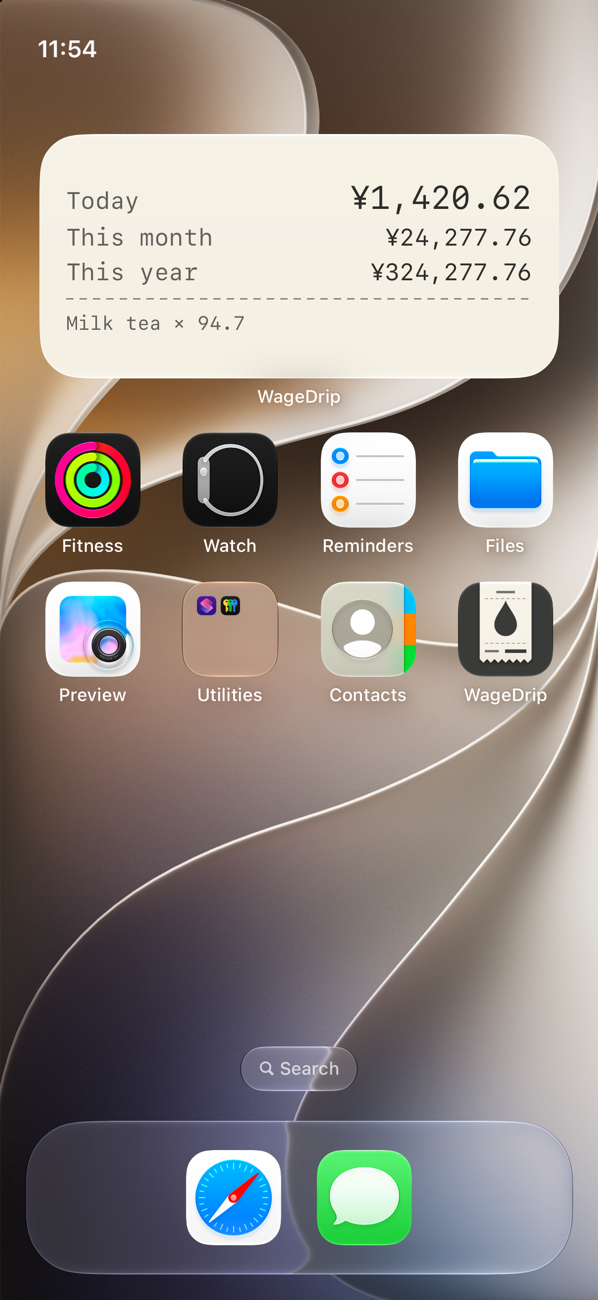 11:54
Today ¥1,420.62
This month ¥24,277.76
This year ¥324,277.76
Milk tea × 94.7
WageDrip
Fitness Watch Reminders Files
Preview Utilities Contacts WageDrip
Search